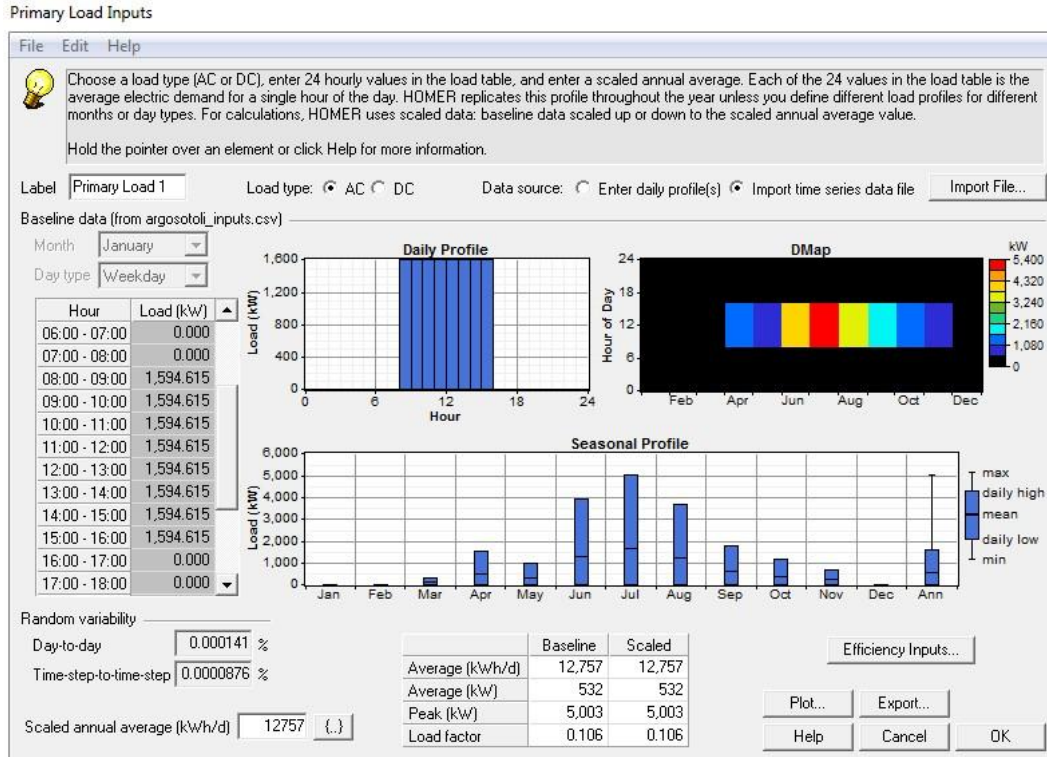 Primary Load Inputs
File Edit Help
Choose a load type (AC or DC), enter 24 hourly values in the load table, and enter a scaled annual average. Each of the 24 values in the load table is the
average electric demand for a single hour of the day. HOMER replicates this profile throughout the year unless you define different load profiles for different
months or day types. For calculations, HOMER uses scaled data: baseline data scaled up or down to the scaled annual average value.
Hold the pointer over an element or click Help for more information.
Label Primary Load 1 Load type: AC DC Data source: Enter daily profile(s) Import time series data file Import File...
Baseline data (from argosotoli_inputs.csv)
Month January
Day type Weekday
Hour Load (kW)
06:00 - 07:00 0.000
07:00 - 08:00 0.000
08:00 - 09:00 1,594.615
09:00 - 10:00 1,594.615
10:00 - 11:00 1,594.615
11:00 - 12:00 1,594.615
12:00 - 13:00 1,594.615
13:00 - 14:00 1,594.615
14:00 - 15:00 1,594.615
15:00 - 16:00 1,594.615
16:00 - 17:00 0.000
17:00 - 18:00 0.000
Daily Profile
Load (kW)
1,600
1,200
800
400
0
0 6 12 18 24
Hour
DMap
Hour of Day
24
18
12
6
0
Feb Apr Jun Aug Oct Dec
kW
5,400
4,320
3,240
2,160
1,080
0
Seasonal Profile
Load (kW)
6,000
5,000
4,000
3,000
2,000
1,000
0
Jan Feb Mar Apr May Jun Jul Aug Sep Oct Nov Dec Ann
max
daily high
mean
daily low
min
Random variability
Day-to-day 0.000141 %
Time-step-to-time-step 0.0000876 %
Scaled annual average (kWh/d) 12757 {..}
Baseline Scaled
Average (kWh/d) 12,757 12,757
Average (kW) 532 532
Peak (kW) 5,003 5,003
Load factor 0.106 0.106
Efficiency Inputs...
Plot... Export...
Help Cancel OK